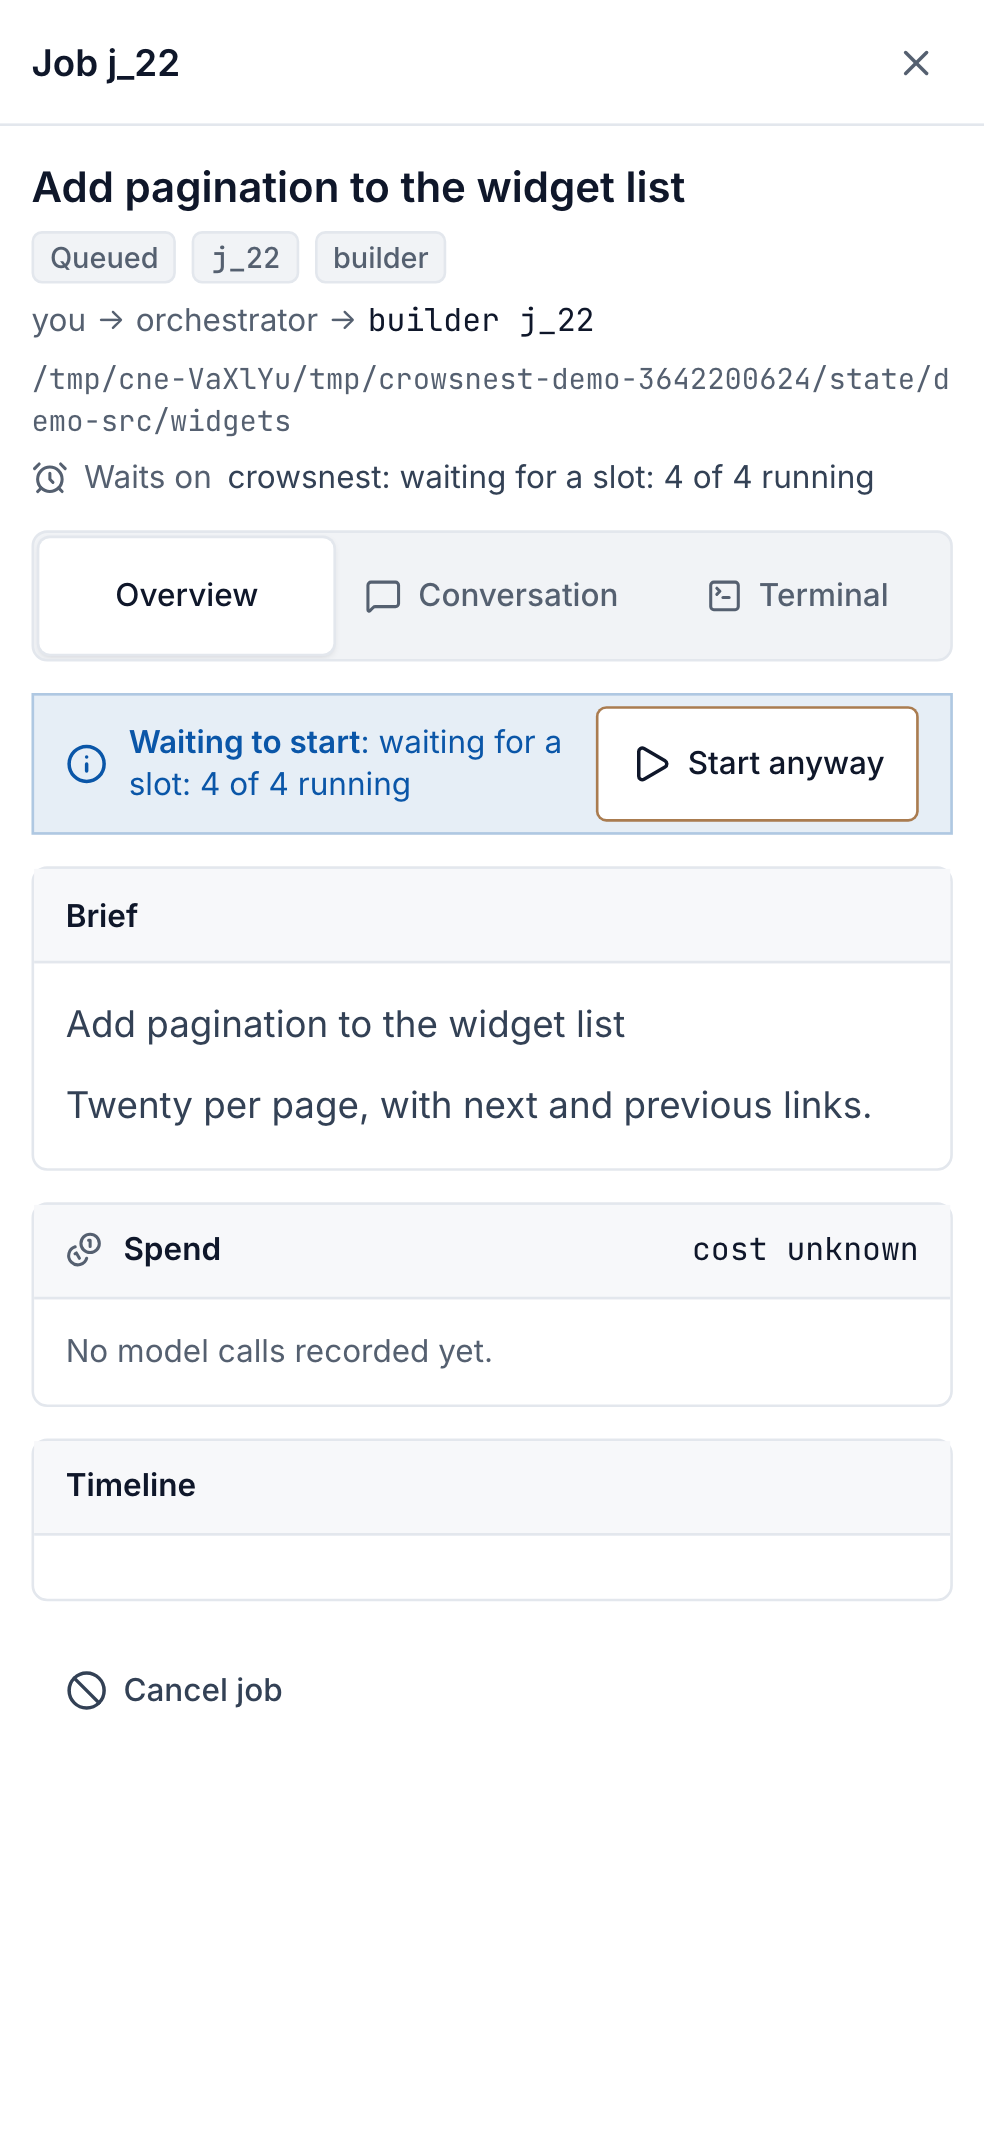 Job j_22
Add pagination to the widget list
Queued j_22 builder
you → orchestrator → builder j_22
/tmp/cne-VaXlYu/tmp/crowsnest-demo-3642200624/state/d
emo-src/widgets
Waits on crowsnest: waiting for a slot: 4 of 4 running
Overview Conversation Terminal
Waiting to start: waiting for a
slot: 4 of 4 running
Start anyway
Brief
Add pagination to the widget list
Twenty per page, with next and previous links.
Spend cost unknown
No model calls recorded yet.
Timeline
Cancel job